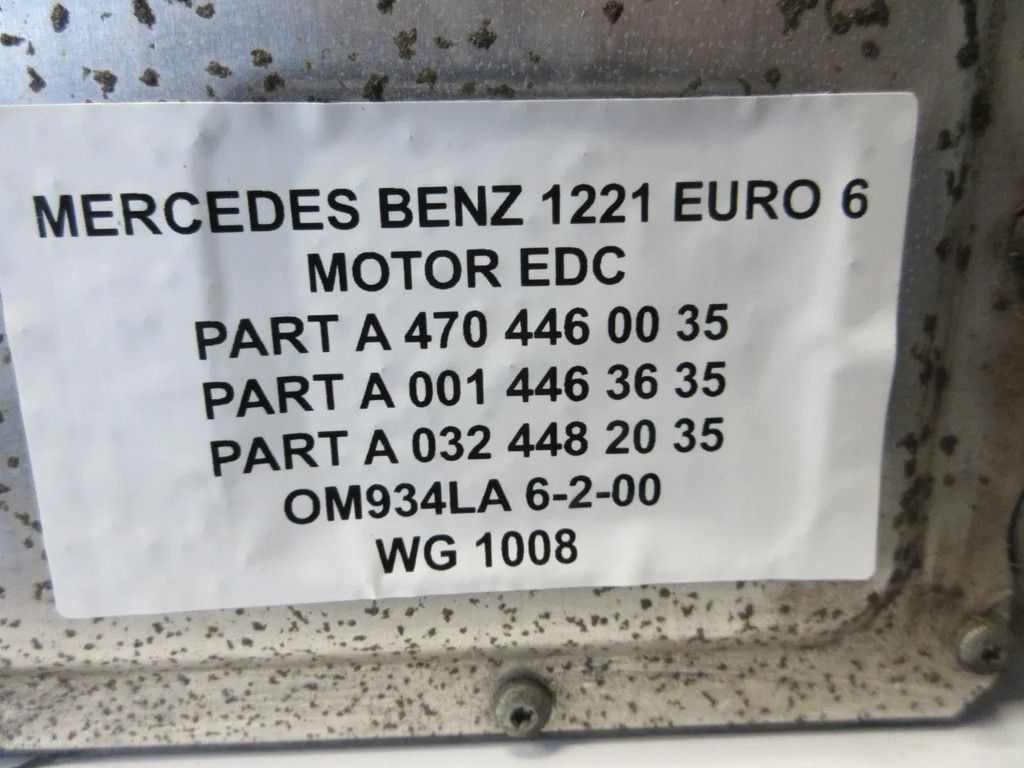 MERCEDES BENZ 1221 EURO 6
MOTOR EDC
PART A 470 446 00 35
PART A 001 446 36 35
PART A 032 448 20 35
OM934LA 6-2-00
WG 1008